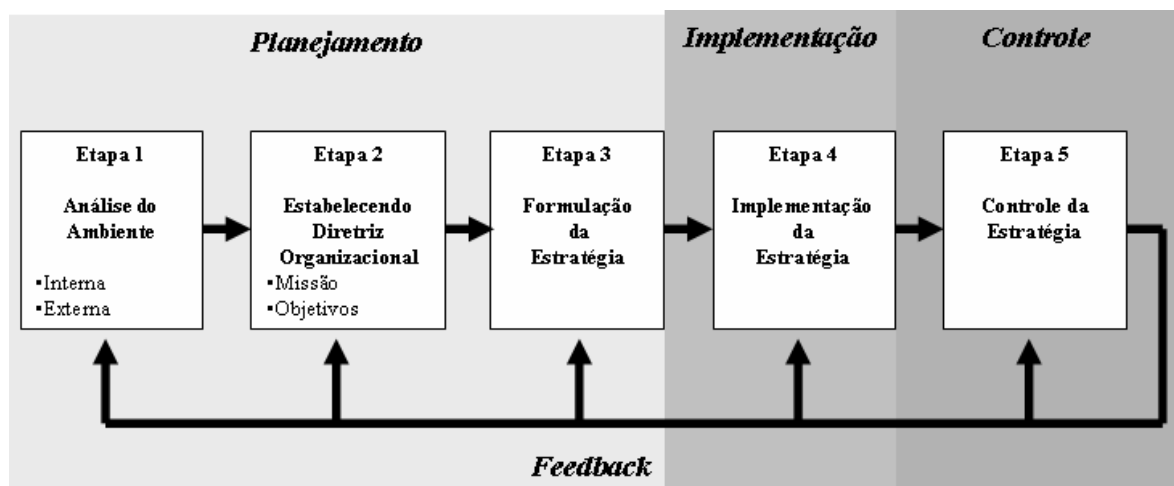 Planejamento
Implementação
Controle
Etapa 1
Análise do
Ambiente
▪Interna
▪Externa
Etapa 2
Estabelecendo
Diretriz
Organizacional
▪Missão
▪Objetivos
Etapa 3
Formulação
da
Estratégia
Etapa 4
Implementação
da
Estratégia
Etapa 5
Controle da
Estratégia
Feedback